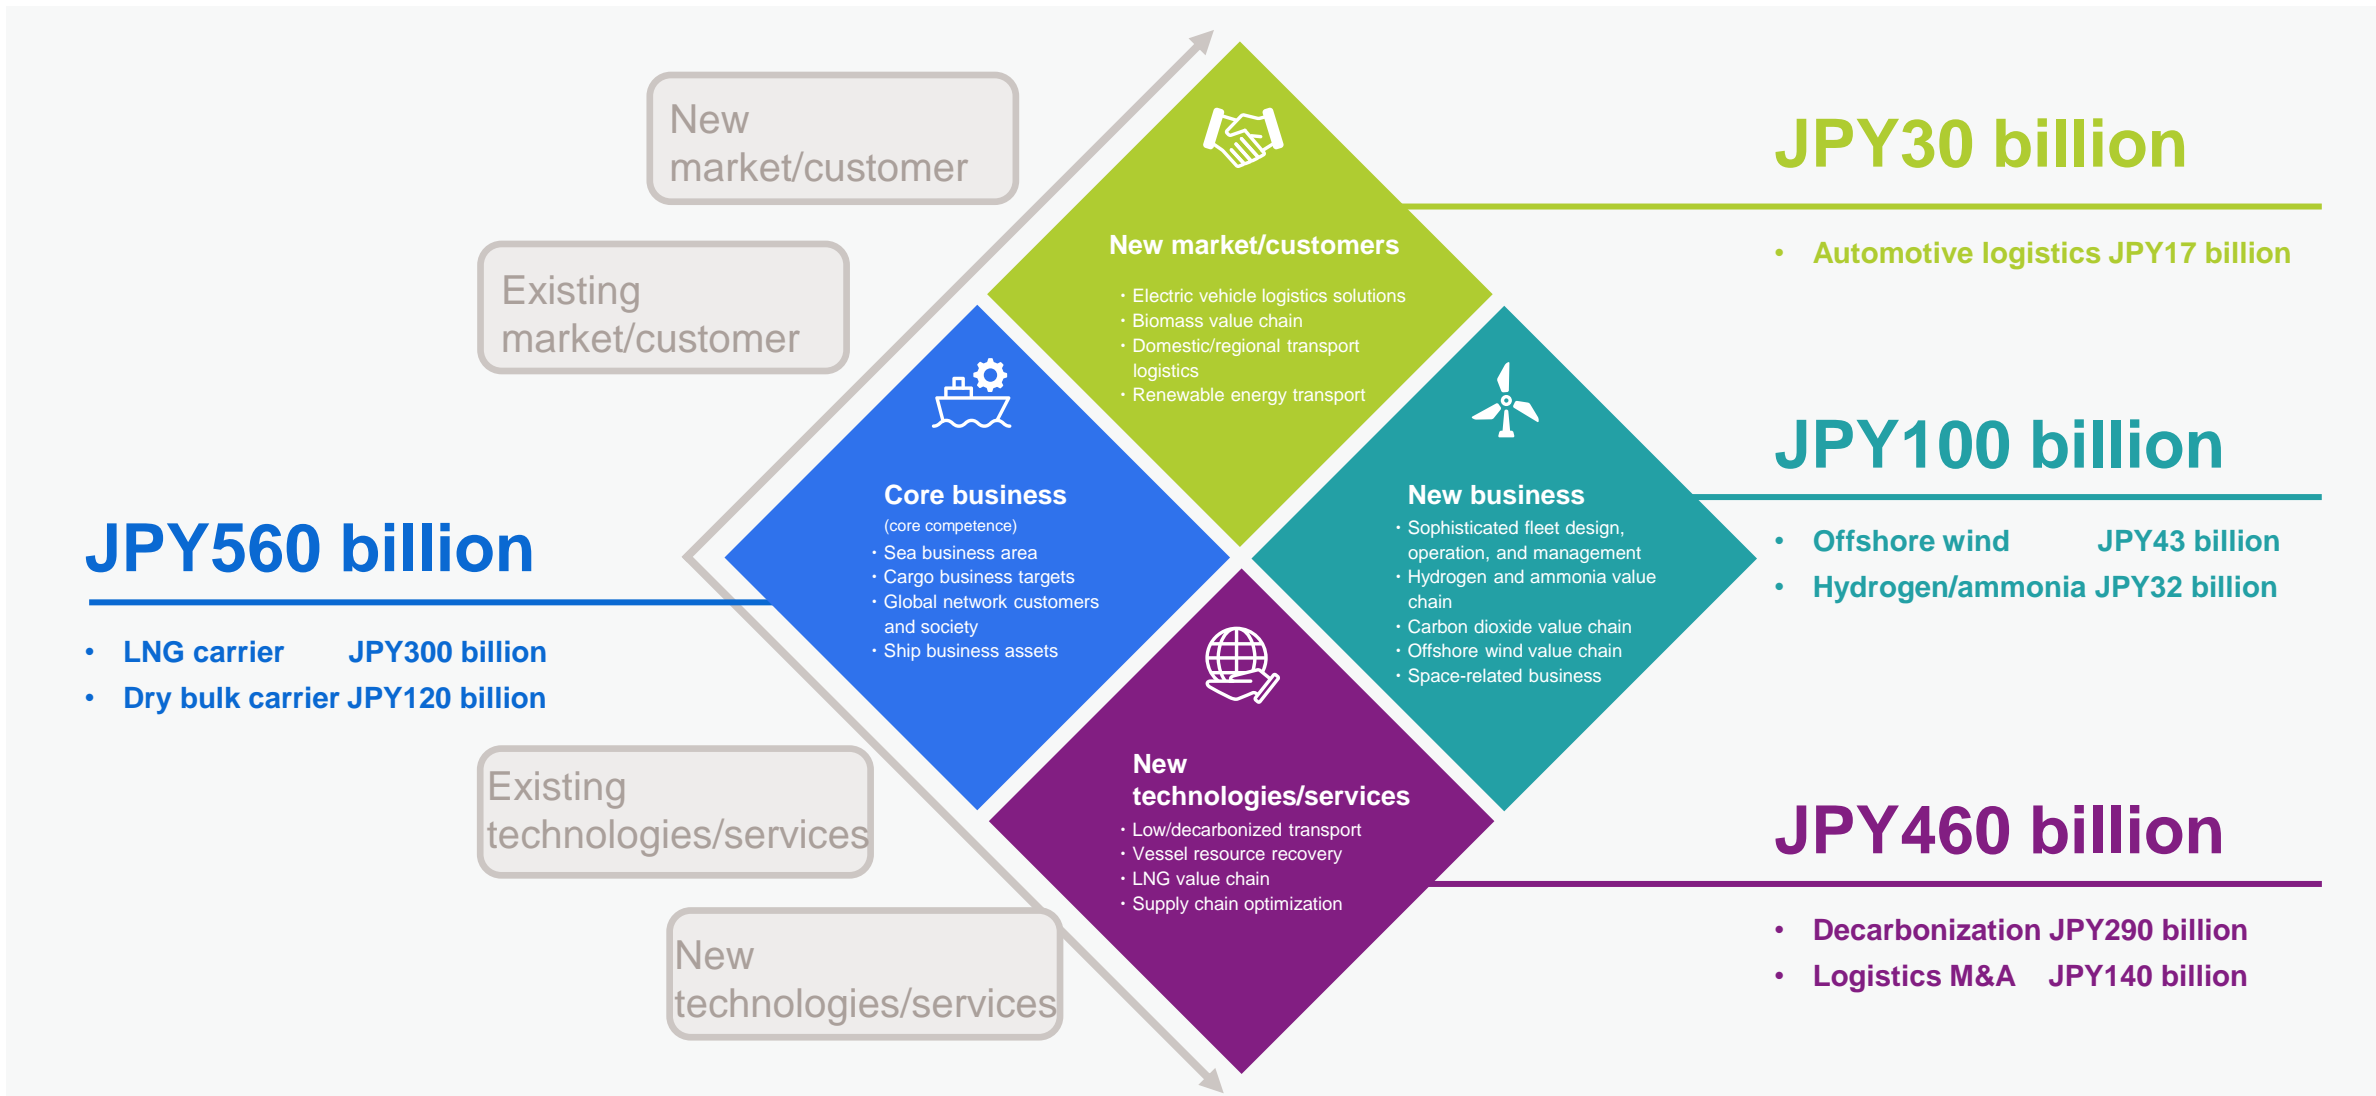 New
market/customer
Existing
market/customer
JPY560 billion
• LNG carrier JPY300 billion
• Dry bulk carrier JPY120 billion
Existing
technologies/services
New
technologies/services
New market/customers
・Electric vehicle logistics solutions
・Biomass value chain
・Domestic/regional transport
logistics
・Renewable energy transport
Core business
(core competence)
・Sea business area
・Cargo business targets
・Global network customers
and society
・Ship business assets
New business
・Sophisticated fleet design,
operation, and management
・Hydrogen and ammonia value
chain
・Carbon dioxide value chain
・Offshore wind value chain
・Space-related business
New
technologies/services
・Low/decarbonized transport
・Vessel resource recovery
・LNG value chain
・Supply chain optimization
JPY30 billion
• Automotive logistics JPY17 billion
JPY100 billion
• Offshore wind JPY43 billion
• Hydrogen/ammonia JPY32 billion
JPY460 billion
• Decarbonization JPY290 billion
• Logistics M&A JPY140 billion